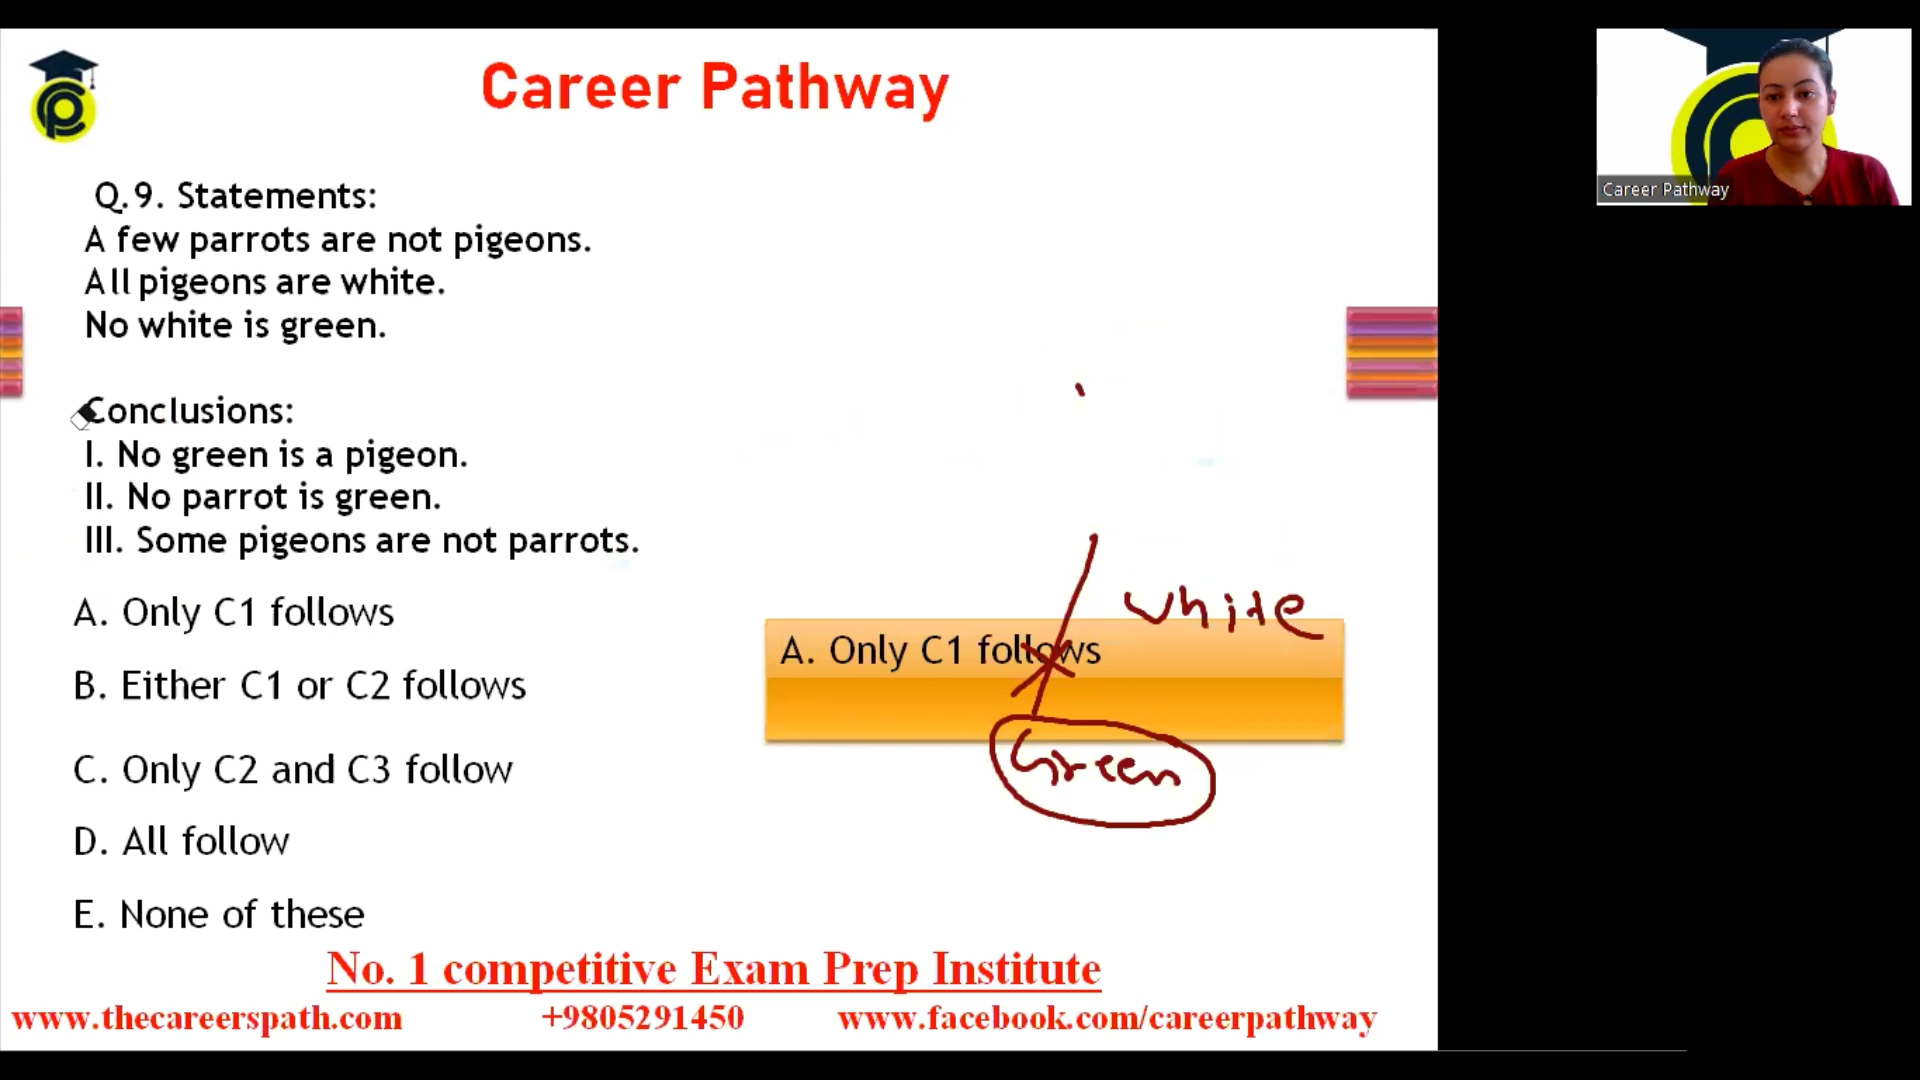 Career Pathway
Career Pathway
Q.9. Statements:
A few parrots are not pigeons.
All pigeons are white.
No white is green.
Conclusions:
I. No green is a pigeon.
II. No parrot is green.
III. Some pigeons are not parrots.
A. Only C1 follows
B. Either C1 or C2 follows
C. Only C2 and C3 follow
D. All follow
E. None of these
white
A. Only C1 follows
Green
No. 1 competitive Exam Prep Institute
www.thecareerspath.com +9805291450 www.facebook.com/careerpathway